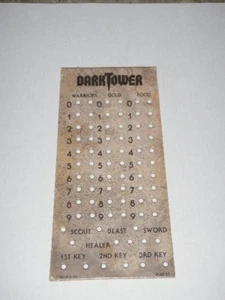 DARKTOWER
WARRIORS GOLD FOOD
0 0 0
1 1 1
2 2 2
3 3 3
4 4 4
5 5 5
6 6 6
7 7 7
8 8 8
9 9 9
SCOUT BEAST SWORD
HEALER
1ST KEY 2ND KEY 3RD KEY